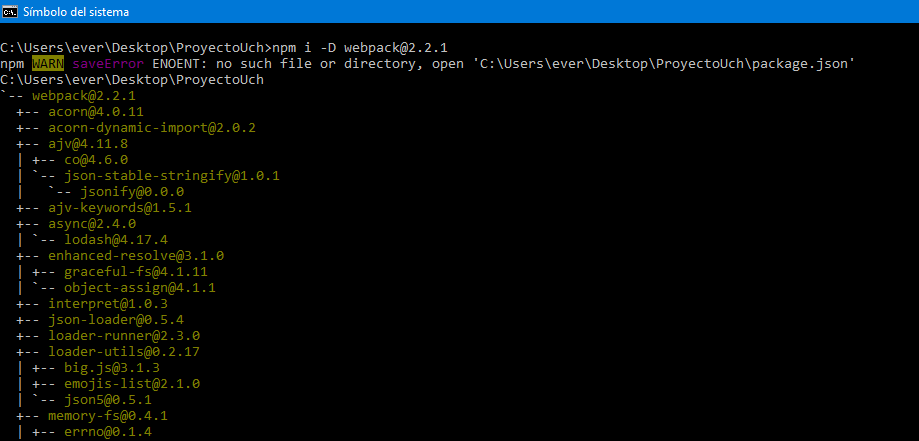 Símbolo del sistema
C:\Users\ever\Desktop\ProyectoUch>npm i -D webpack@2.2.1
npm WARN saveError ENOENT: no such file or directory, open 'C:\Users\ever\Desktop\ProyectoUch\package.json'
C:\Users\ever\Desktop\ProyectoUch
`-- webpack@2.2.1
  +-- acorn@4.0.11
  +-- acorn-dynamic-import@2.0.2
  +-- ajv@4.11.8
  | +-- co@4.6.0
  | `-- json-stable-stringify@1.0.1
  |   `-- jsonify@0.0.0
  +-- ajv-keywords@1.5.1
  +-- async@2.4.0
  | `-- lodash@4.17.4
  +-- enhanced-resolve@3.1.0
  | +-- graceful-fs@4.1.11
  | `-- object-assign@4.1.1
  +-- interpret@1.0.3
  +-- json-loader@0.5.4
  +-- loader-runner@2.3.0
  +-- loader-utils@0.2.17
  | +-- big.js@3.1.3
  | +-- emojis-list@2.1.0
  | `-- json5@0.5.1
  +-- memory-fs@0.4.1
  | +-- errno@0.1.4